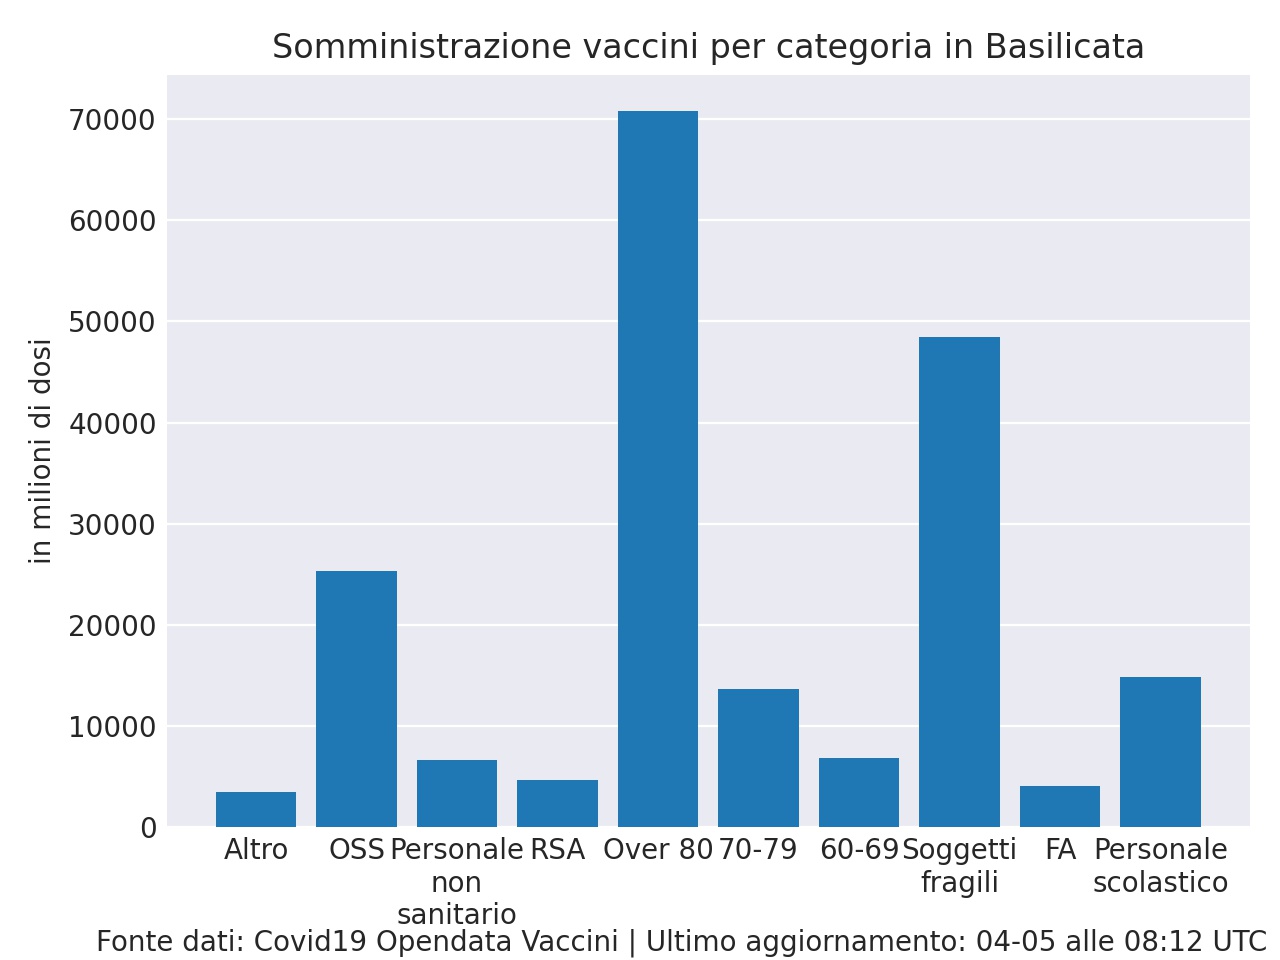 Somministrazione vaccini per categoria in Basilicata
in milioni di dosi
70000
60000
50000
40000
30000
20000
10000
0
Altro
OSS
Personale
non
sanitario
RSA
Over 80
70-79
60-69
Soggetti
fragili
FA
Personale
scolastico
Fonte dati: Covid19 Opendata Vaccini | Ultimo aggiornamento: 04-05 alle 08:12 UTC